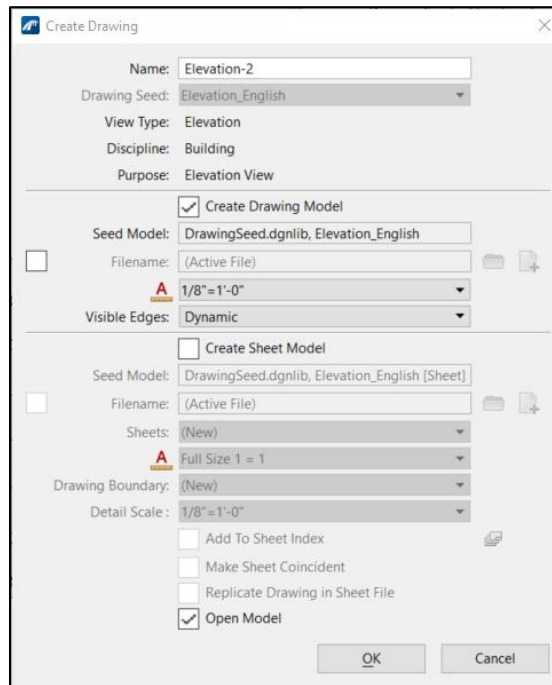 Create Drawing
Name: Elevation-2
Drawing Seed: Elevation_English
View Type: Elevation
Discipline: Building
Purpose: Elevation View
Create Drawing Model
Seed Model: DrawingSeed.dgnlib, Elevation_English
Filename: (Active File)
A 1/8"=1'-0"
Visible Edges: Dynamic
Create Sheet Model
Seed Model: DrawingSeed.dgnlib, Elevation_English [Sheet]
Filename: (Active File)
Sheets: (New)
A Full Size 1 = 1
Drawing Boundary: (New)
Detail Scale : 1/8"=1'-0"
Add To Sheet Index
Make Sheet Coincident
Replicate Drawing in Sheet File
Open Model
OK Cancel